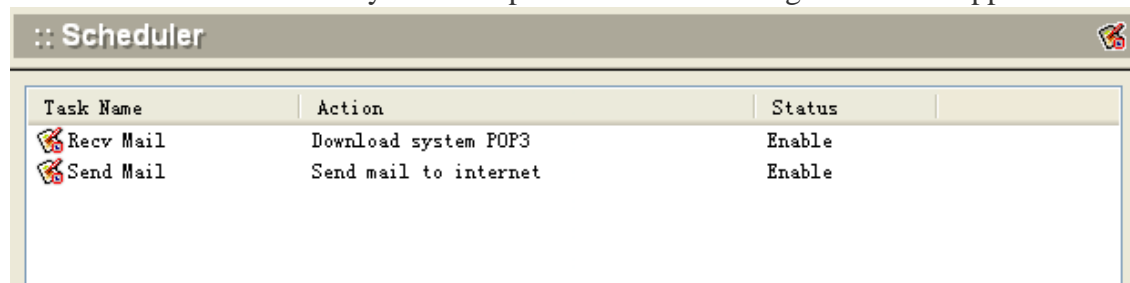 :: Scheduler
Task Name Action Status
Recv Mail Download system POP3 Enable
Send Mail Send mail to internet Enable